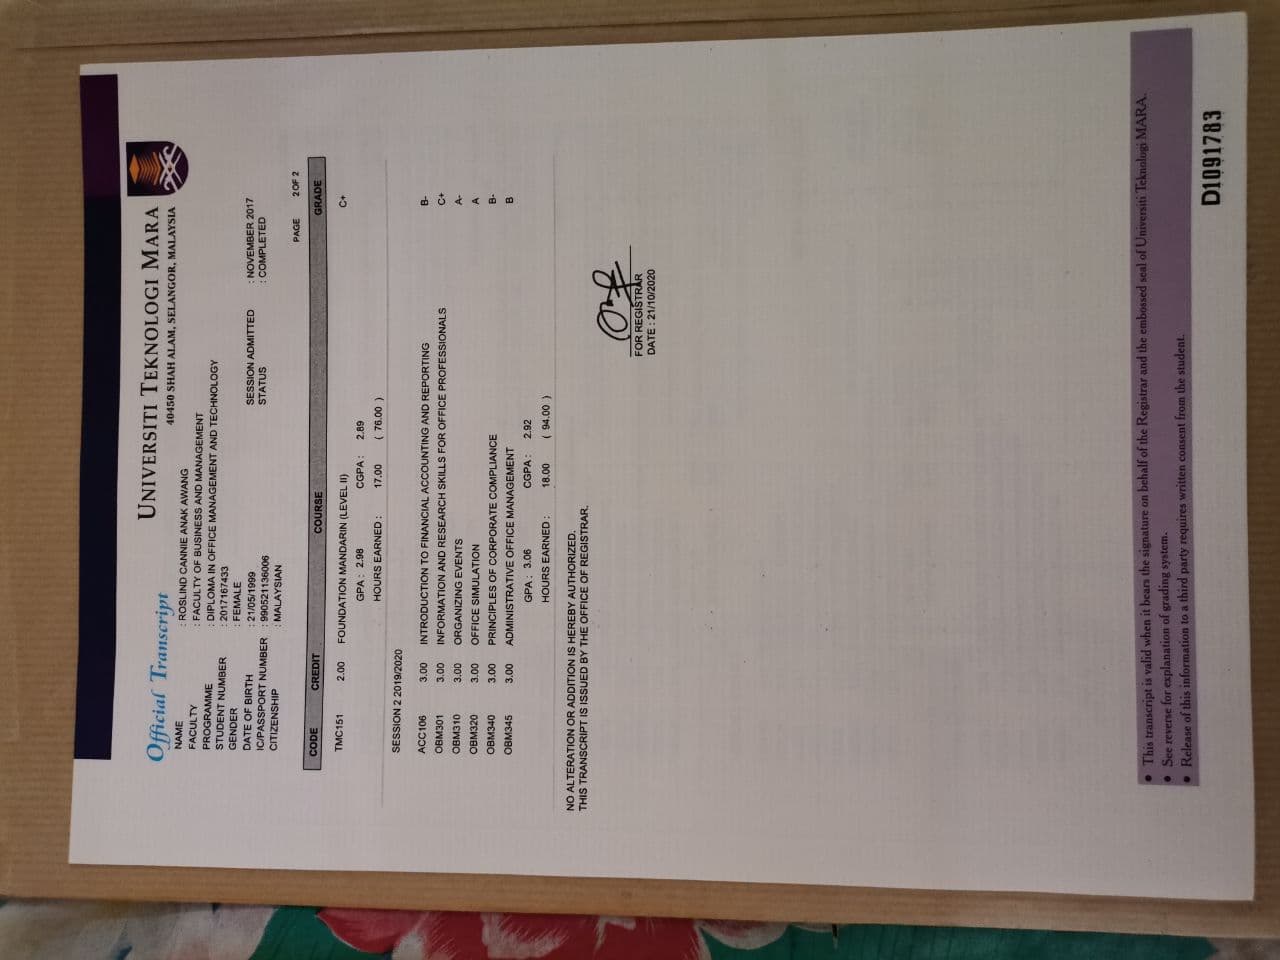 UNIVERSITI TEKNOLOGI MARA
40450 SHAH ALAM, SELANGOR, MALAYSIA
Official Transcript
NAME : ROSLIND CANNIE ANAK AWANG
FACULTY : FACULTY OF BUSINESS AND MANAGEMENT
PROGRAMME : DIPLOMA IN OFFICE MANAGEMENT AND TECHNOLOGY
STUDENT NUMBER : 2017167433
GENDER : FEMALE
DATE OF BIRTH : 21/05/1999 SESSION ADMITTED : NOVEMBER 2017
IC/PASSPORT NUMBER : 990521136006 STATUS : COMPLETED
CITIZENSHIP : MALAYSIAN
PAGE 2 OF 2
CODE CREDIT COURSE GRADE
TMC151 2.00 FOUNDATION MANDARIN (LEVEL II) C+
GPA : 2.98 CGPA : 2.89
HOURS EARNED : 17.00 ( 76.00 )
SESSION 2 2019/2020
ACC106 3.00 INTRODUCTION TO FINANCIAL ACCOUNTING AND REPORTING B-
OBM301 3.00 INFORMATION AND RESEARCH SKILLS FOR OFFICE PROFESSIONALS C+
OBM310 3.00 ORGANIZING EVENTS A-
OBM320 3.00 OFFICE SIMULATION A
OBM340 3.00 PRINCIPLES OF CORPORATE COMPLIANCE B-
OBM345 3.00 ADMINISTRATIVE OFFICE MANAGEMENT B
GPA : 3.06 CGPA : 2.92
HOURS EARNED : 18.00 ( 94.00 )
NO ALTERATION OR ADDITION IS HEREBY AUTHORIZED.
THIS TRANSCRIPT IS ISSUED BY THE OFFICE OF REGISTRAR.
FOR REGISTRAR
DATE : 21/10/2020
• This transcript is valid when it bears the signature on behalf of the Registrar and the embossed seal of Universiti Teknologi MARA.
• See reverse for explanation of grading system.
• Release of this information to a third party requires written consent from the student.
D1091783